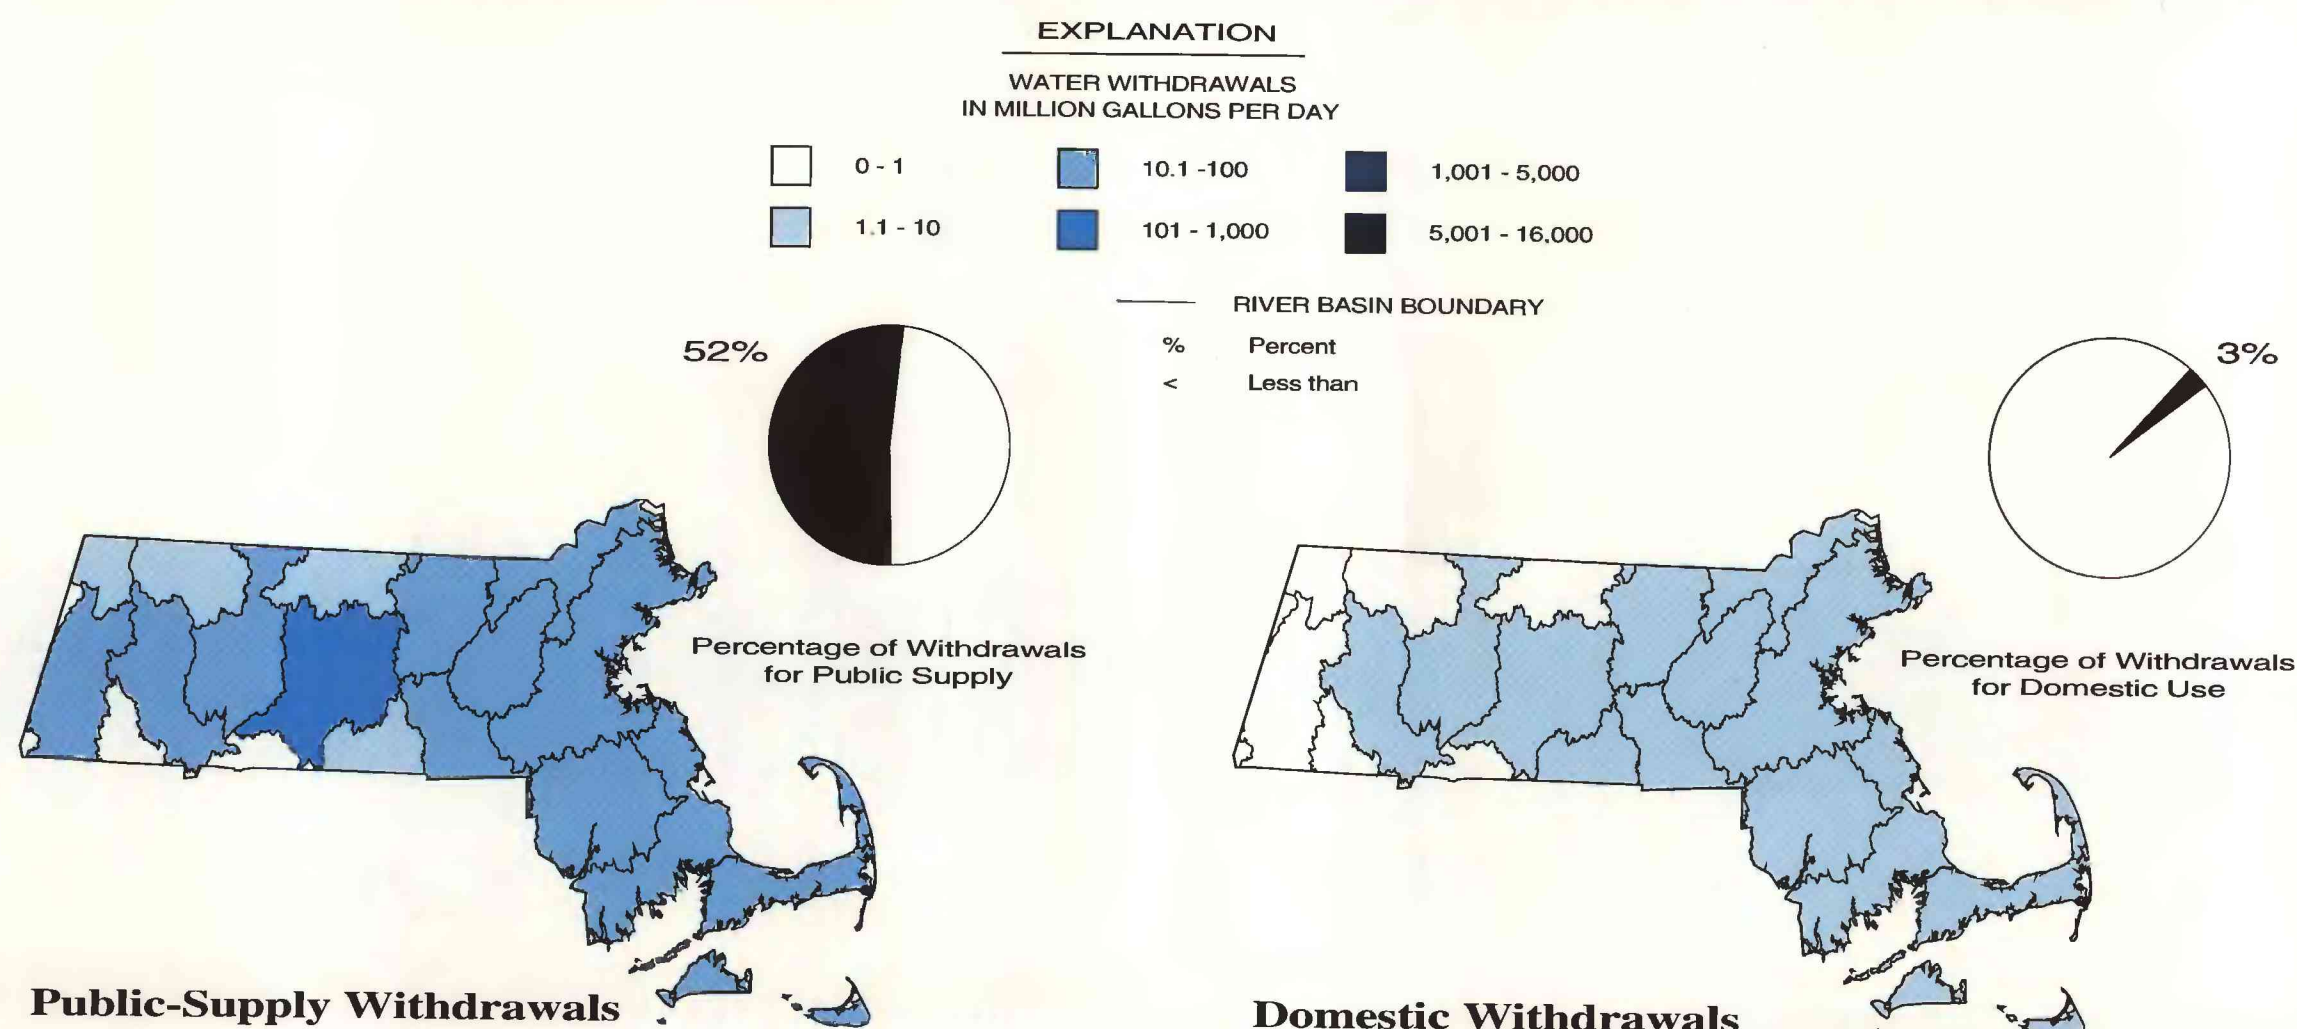 EXPLANATION
WATER WITHDRAWALS
IN MILLION GALLONS PER DAY
0 - 1
10.1 -100
1,001 - 5,000
1.1 - 10
101 - 1,000
5,001 - 16,000
RIVER BASIN BOUNDARY
% Percent
< Less than
52%
3%
Percentage of Withdrawals
for Public Supply
Percentage of Withdrawals
for Domestic Use
Public-Supply Withdrawals
Domestic Withdrawals